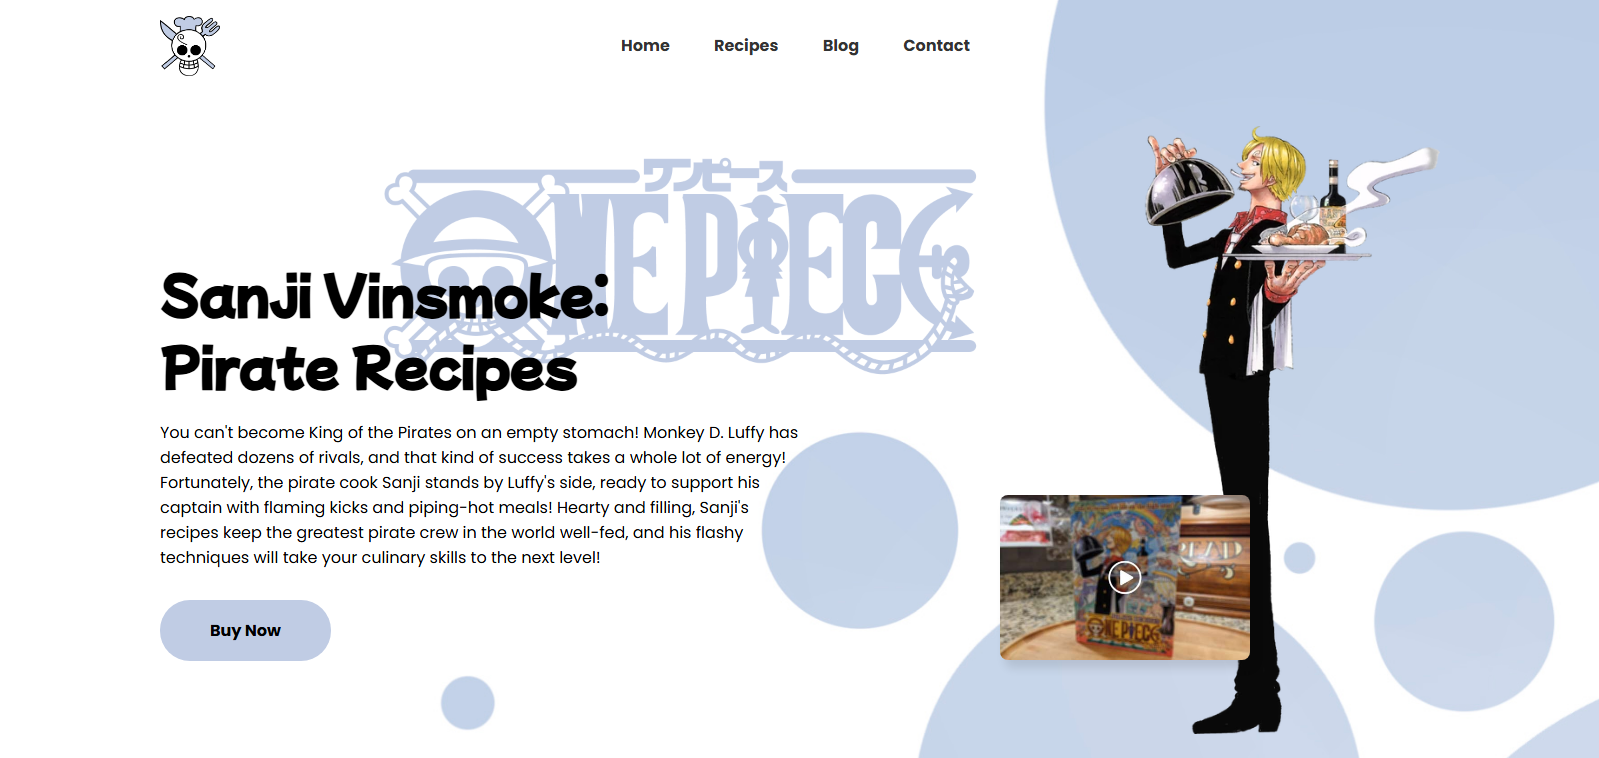 Home Recipes Blog Contact
ワンピース
ONE PIECE
Sanji Vinsmoke:
Pirate Recipes
You can't become King of the Pirates on an empty stomach! Monkey D. Luffy has
defeated dozens of rivals, and that kind of success takes a whole lot of energy!
Fortunately, the pirate cook Sanji stands by Luffy's side, ready to support his
captain with flaming kicks and piping-hot meals! Hearty and filling, Sanji's
recipes keep the greatest pirate crew in the world well-fed, and his flashy
techniques will take your culinary skills to the next level!
ONE PIECE
Buy Now